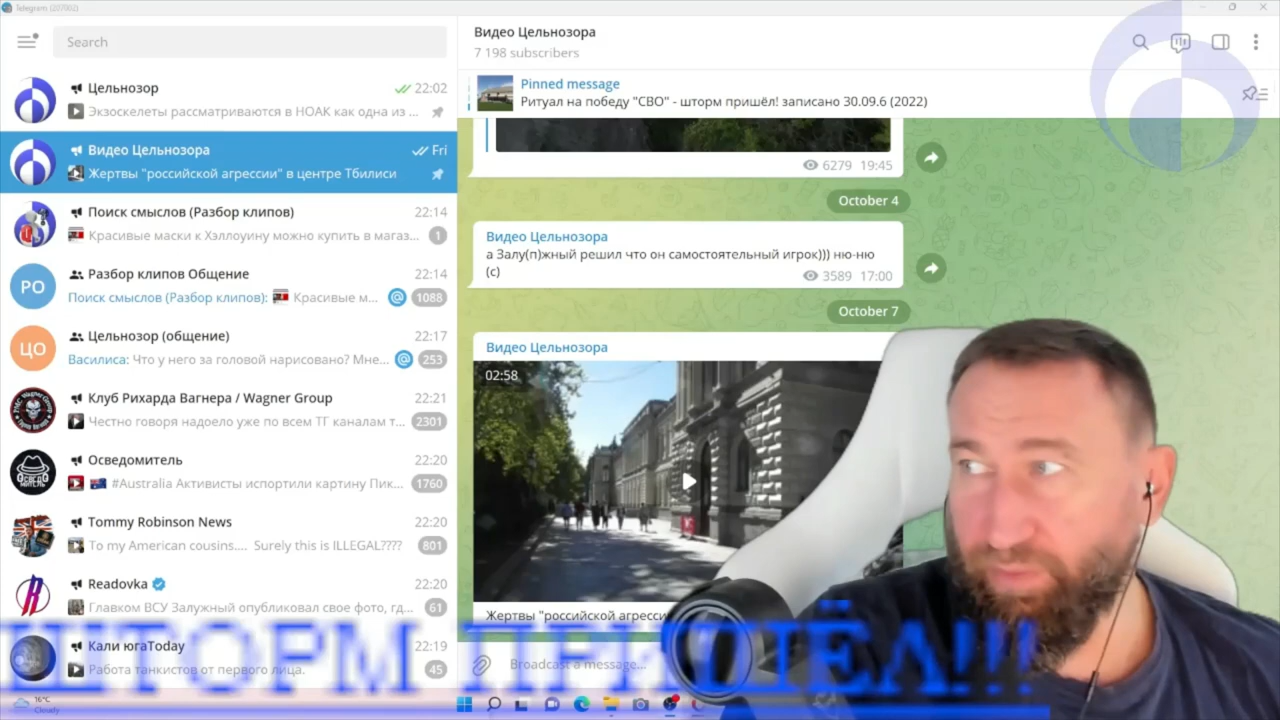 Telegram (207002)
Search
Цельнозор
22:02
Экзоскелеты рассматриваются в НОАК как одна из ...
Видео Цельнозора
Fri
Жертвы "российской агрессии" в центре Тбилиси
Поиск смыслов (Разбор клипов)
22:14
Красивые маски к Хэллоуину можно купить в магаз...
1
РО
Разбор клипов Общение
22:14
Поиск смыслов (Разбор клипов): Красивые м...
@ 1088
ЦО
Цельнозор (общение)
22:17
Василиса: Что у него за головой нарисовано? Мне...
@ 253
Клуб Рихарда Вагнера / Wagner Group
22:21
Честно говоря надоело уже по всем ТГ каналам т...
2301
Осведомитель
22:20
#Australia Активисты испортили картину Пик...
1760
Tommy Robinson News
22:20
To my American cousins.... Surely this is ILLEGAL????
801
Readovka
22:20
Главком ВСУ Залужный опубликовал свое фото, гд...
61
Кали югаToday
22:19
Работа танкистов от первого лица.
45
Видео Цельнозора
7 198 subscribers
Pinned message
Ритуал на победу "СВО" - шторм пришёл! записано 30.09.6 (2022)
6279 19:45
October 4
Видео Цельнозора
а Залу(п)жный решил что он самостоятельный игрок))) ню-ню
(с)
3589 17:00
October 7
Видео Цельнозора
02:58
Жертвы "российской агресси
Broadcast a message...
ШТОРМ ПРИШЁЛ!!!
16°C
Cloudy